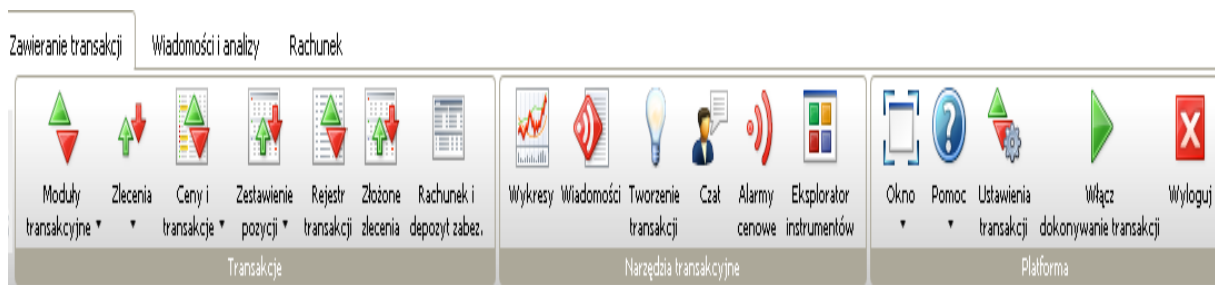 Zawieranie transakcji Wiadomości i analizy Rachunek
Moduły Zlecenia Ceny i Zestawienie Rejestr Złożone Rachunek i Wykresy Wiadomości Tworzenie Czat Alarmy Eksplorator Okno Pomoc Ustawienia Włącz Wyloguj
transakcyjne transakcje pozycji transakcji zlecenia depozyt zabez. transakcji cenowe instrumentów transakcji dokonywanie transakcji
Transakcje Narzędzia transakcyjne Platforma